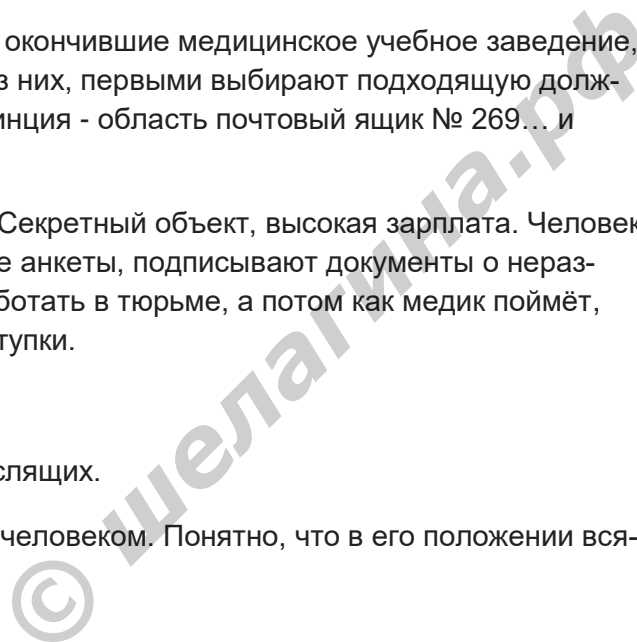 окончившие медицинское учебное заведение,
з них, первыми выбирают подходящую долж-
инция - область почтовый ящик № 269… и
Секретный объект, высокая зарплата. Человек
е анкеты, подписывают документы о нераз-
ботать в тюрьме, а потом как медик поймёт,
тупки.
слящих.
человеком. Понятно, что в его положении вся-
© шелагина.рф